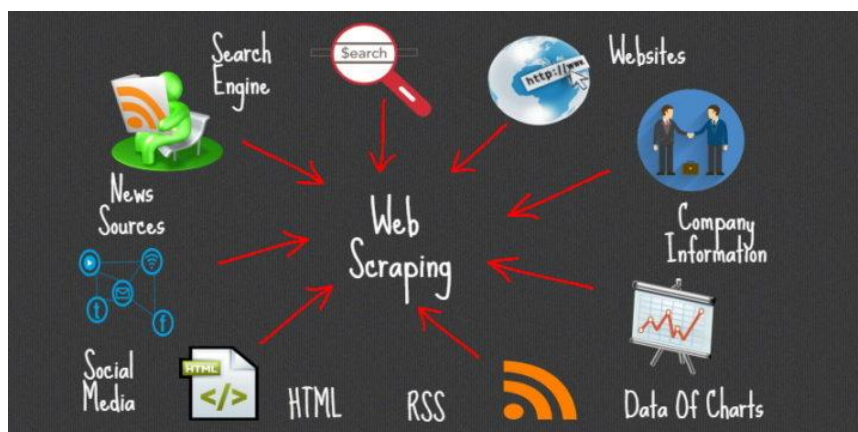 Search
Engine
$earch
http://www
Websites
News
Sources
Web
Scraping
Company
Information
Social
Media
HTML
</>
HTML
RSS
t
f
Data Of Charts